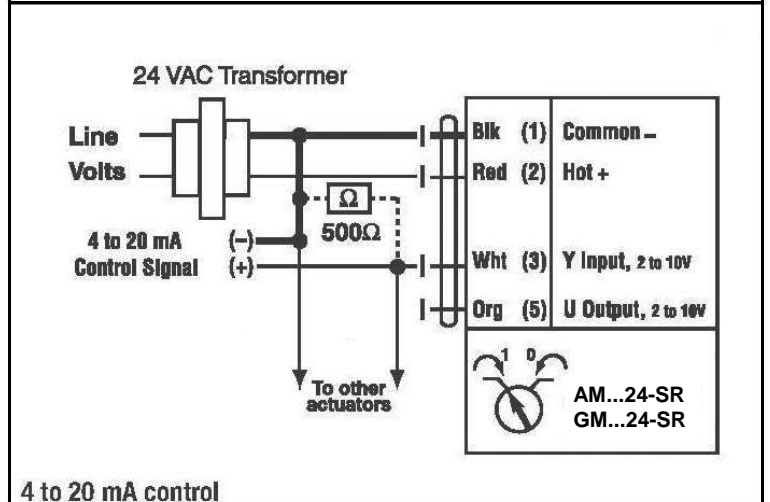 24 VAC Transformer
Line
Volts
Blk (1) Common –
Red (2) Hot +
Ω
500Ω
4 to 20 mA (–)
Control Signal (+)
Wht (3) Y Input, 2 to 10V
Org (5) U Output, 2 to 10V
To other
actuators
1 0
AM...24-SR
GM...24-SR
4 to 20 mA control